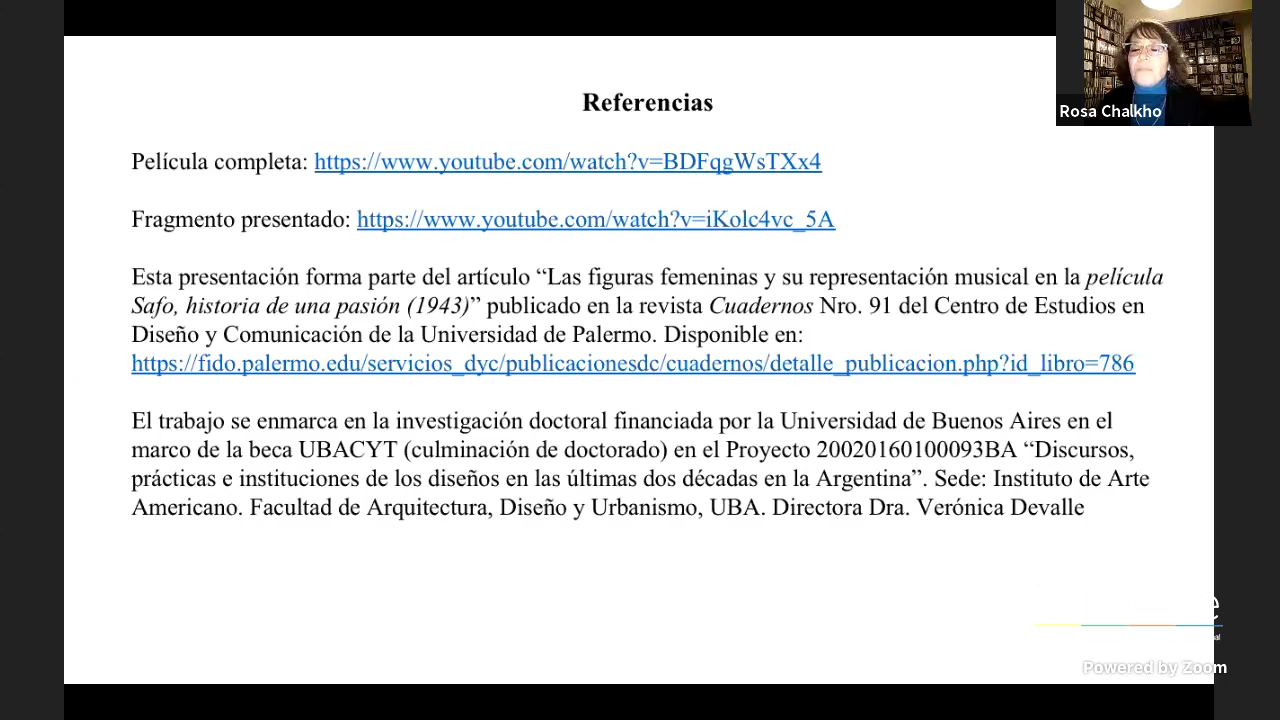 Rosa Chalkho
Referencias
Película completa: https://www.youtube.com/watch?v=BDFqgWsTXx4
Fragmento presentado: https://www.youtube.com/watch?v=iKolc4vc_5A
Esta presentación forma parte del artículo “Las figuras femeninas y su representación musical en la película
Safo, historia de una pasión (1943)” publicado en la revista Cuadernos Nro. 91 del Centro de Estudios en
Diseño y Comunicación de la Universidad de Palermo. Disponible en:
https://fido.palermo.edu/servicios_dyc/publicacionesdc/cuadernos/detalle_publicacion.php?id_libro=786
El trabajo se enmarca en la investigación doctoral financiada por la Universidad de Buenos Aires en el
marco de la beca UBACYT (culminación de doctorado) en el Proyecto 20020160100093BA “Discursos,
prácticas e instituciones de los diseños en las últimas dos décadas en la Argentina”. Sede: Instituto de Arte
Americano. Facultad de Arquitectura, Diseño y Urbanismo, UBA. Directora Dra. Verónica Devalle
Powered by Zoom